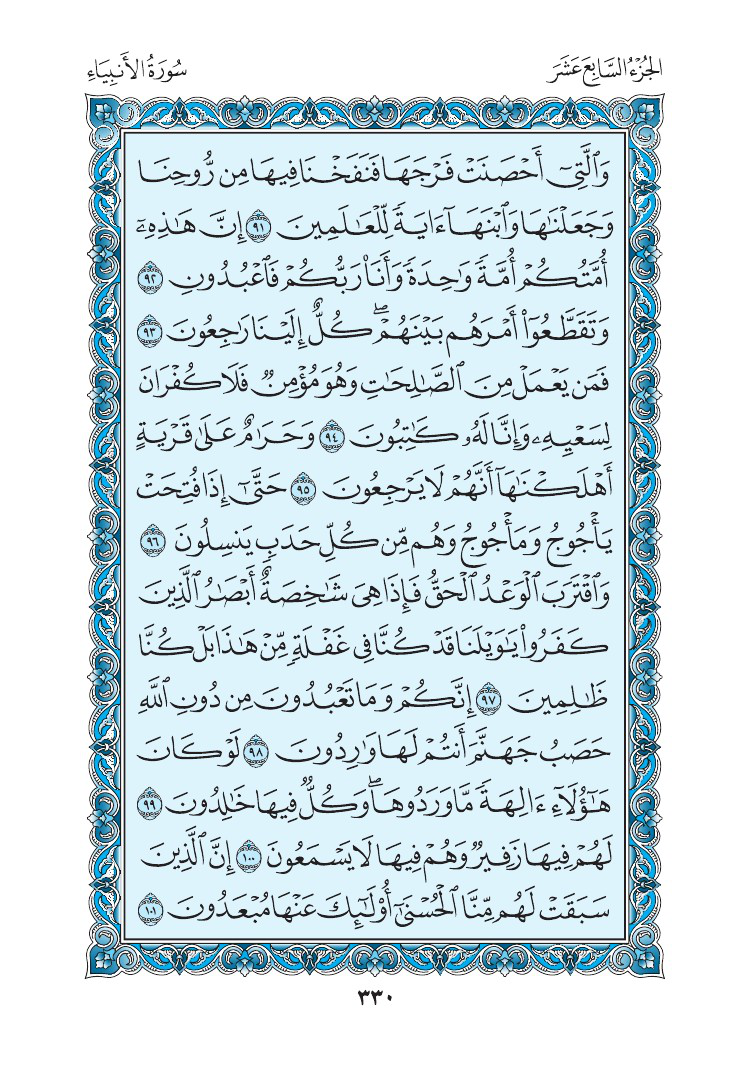 الجُزْءُ السَّابِعَ عَشَرَ
سُورَةُ الأَنبِيَاءِ
وَٱلَّتِيٓ أَحْصَنَتْ فَرْجَهَا فَنَفَخْنَا فِيهَا مِن رُّوحِنَا
وَجَعَلْنَٰهَا وَٱبْنَهَآ ءَايَةً لِّلْعَٰلَمِينَ ٩١ إِنَّ هَٰذِهِۦٓ
أُمَّتُكُمْ أُمَّةً وَٰحِدَةً وَأَنَا۠ رَبُّكُمْ فَٱعْبُدُونِ ٩٢
وَتَقَطَّعُوٓا۟ أَمْرَهُم بَيْنَهُمْ ۖ كُلٌّ إِلَيْنَا رَٰجِعُونَ ٩٣
فَمَن يَعْمَلْ مِنَ ٱلصَّٰلِحَٰتِ وَهُوَ مُؤْمِنٌ فَلَا كُفْرَانَ
لِسَعْيِهِۦ وَإِنَّا لَهُۥ كَٰتِبُونَ ٩٤ وَحَرَٰمٌ عَلَىٰ قَرْيَةٍ
أَهْلَكْنَٰهَآ أَنَّهُمْ لَا يَرْجِعُونَ ٩٥ حَتَّىٰٓ إِذَا فُتِحَتْ
يَأْجُوجُ وَمَأْجُوجُ وَهُم مِّن كُلِّ حَدَبٍ يَنسِلُونَ ٩٦
وَٱقْتَرَبَ ٱلْوَعْدُ ٱلْحَقُّ فَإِذَا هِىَ شَٰخِصَةٌ أَبْصَٰرُ ٱلَّذِينَ
كَفَرُوا۟ يَٰوَيْلَنَا قَدْ كُنَّا فِى غَفْلَةٍ مِّنْ هَٰذَا بَلْ كُنَّا
ظَٰلِمِينَ ٩٧ إِنَّكُمْ وَمَا تَعْبُدُونَ مِن دُونِ ٱللَّهِ
حَصَبُ جَهَنَّمَ أَنتُمْ لَهَا وَٰرِدُونَ ٩٨ لَوْ كَانَ
هَٰٓؤُلَآءِ ءَالِهَةً مَّا وَرَدُوهَا ۖ وَكُلٌّ فِيهَا خَٰلِدُونَ ٩٩
لَهُمْ فِيهَا زَفِيرٌ وَهُمْ فِيهَا لَا يَسْمَعُونَ ١٠٠ إِنَّ ٱلَّذِينَ
سَبَقَتْ لَهُم مِّنَّا ٱلْحُسْنَىٰٓ أُو۟لَٰٓئِكَ عَنْهَا مُبْعَدُونَ ١٠١
٣٣٠